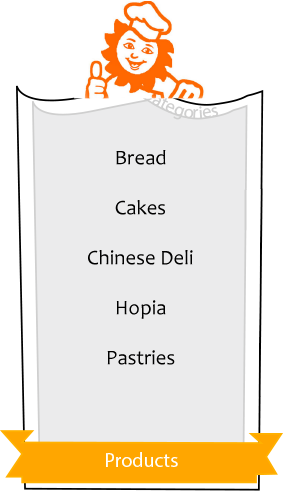 Categories
Bread
Cakes
Chinese Deli
Hopia
Pastries
Products